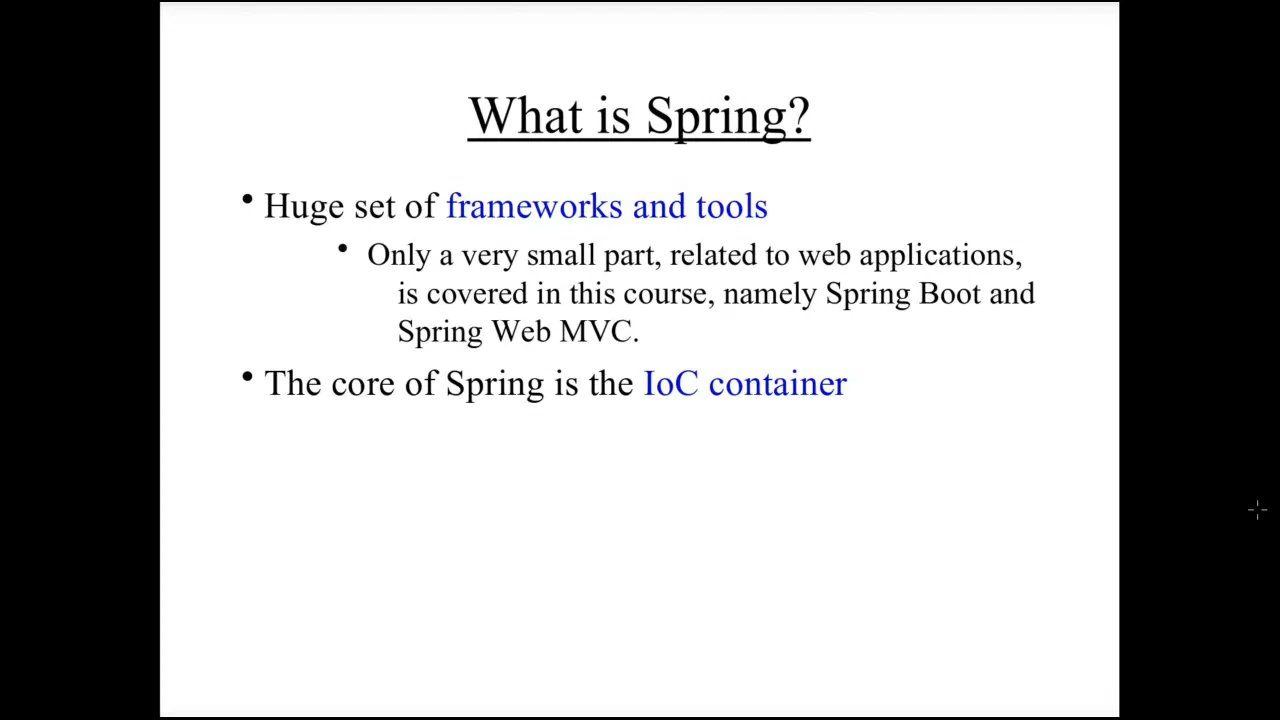 What is Spring?
• Huge set of frameworks and tools
• Only a very small part, related to web applications,
is covered in this course, namely Spring Boot and
Spring Web MVC.
• The core of Spring is the IoC container